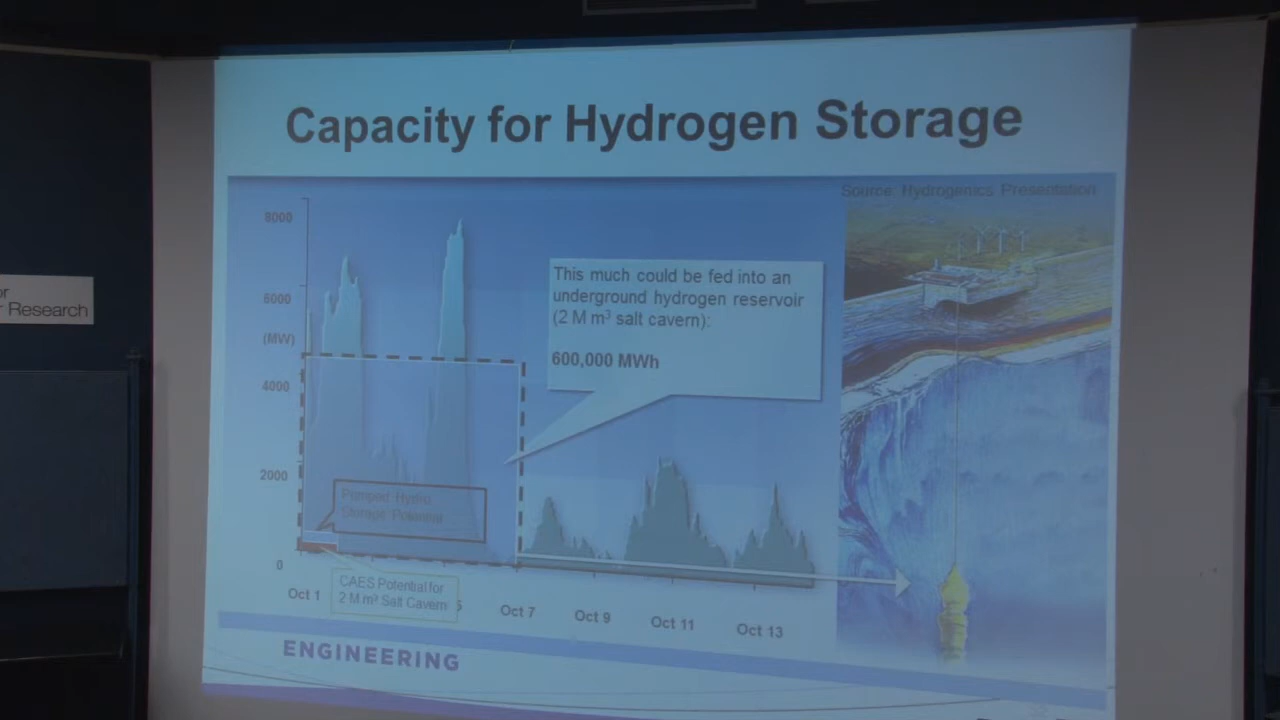 Capacity for Hydrogen Storage
Source: Hydrogenics Presentation
8000
6000
(MW)
4000
2000
0
This much could be fed into an
underground hydrogen reservoir
(2 M m³ salt cavern):
600,000 MWh
Pumped Hydro
Storage Potential
CAES Potential for
2 M m³ Salt Cavern
5
Oct 1
Oct 7
Oct 9
Oct 11
Oct 13
ENGINEERING
or
Research